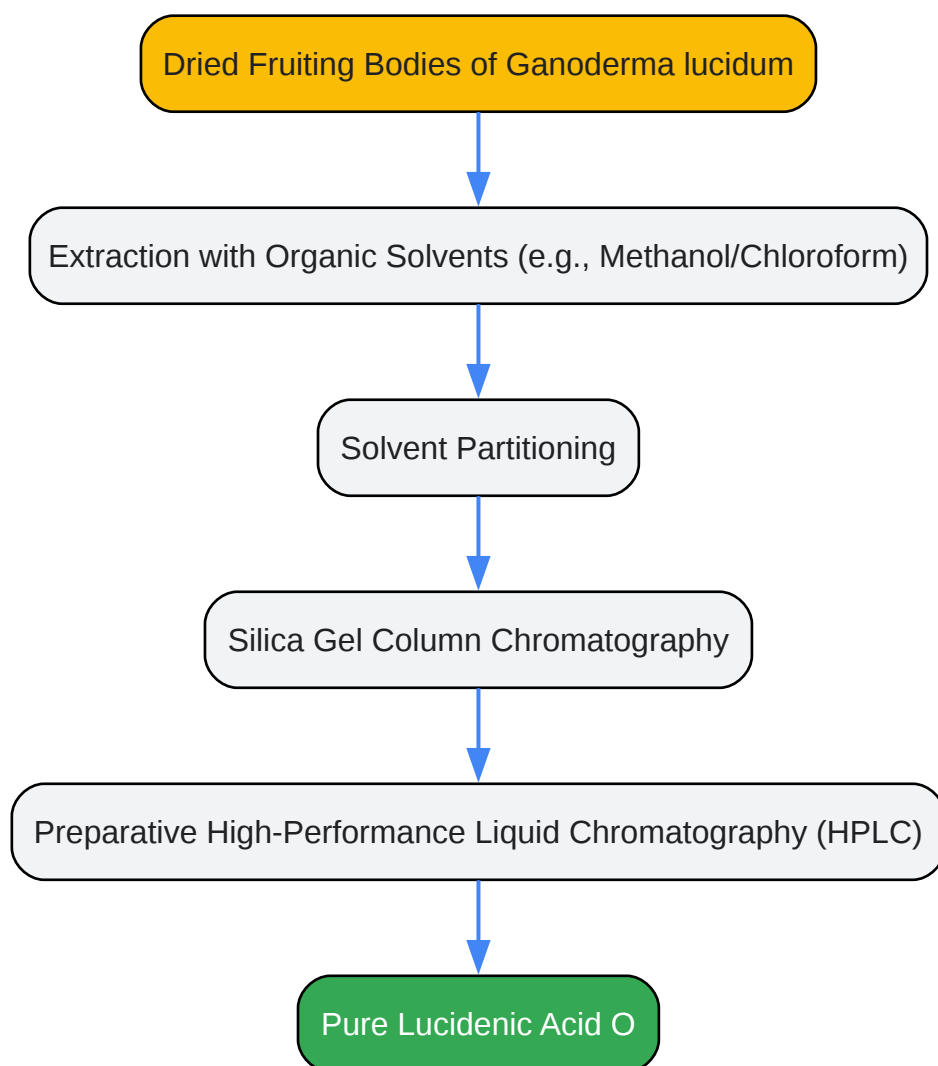 Dried Fruiting Bodies of Ganoderma lucidum
Extraction with Organic Solvents (e.g., Methanol/Chloroform)
Solvent Partitioning
Silica Gel Column Chromatography
Preparative High-Performance Liquid Chromatography (HPLC)
Pure Lucidenic Acid O